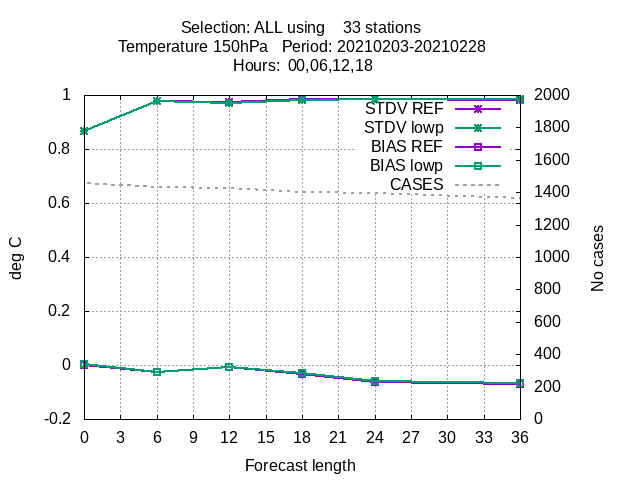 Selection: ALL using    33 stations
Temperature 150hPa   Period: 20210203-20210228
Hours:  00,06,12,18
1
0.8
0.6
0.4
0.2
0
-0.2
deg C
2000
1800
1600
1400
1200
1000
800
600
400
200
0
No cases
STDV REF
STDV lowp
BIAS REF
BIAS lowp
CASES
0 3 6 9 12 15 18 21 24 27 30 33 36
Forecast length